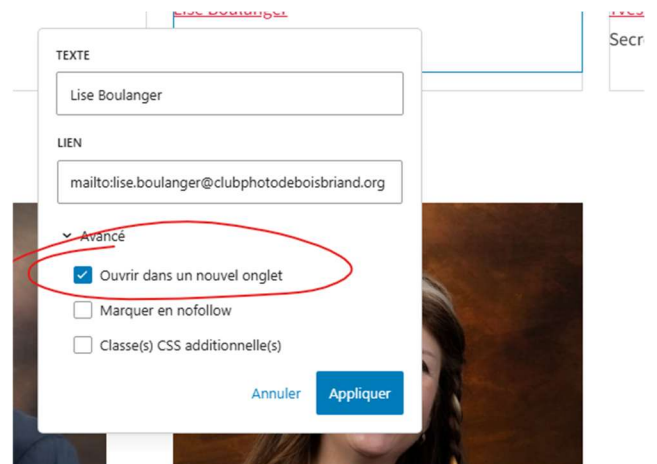 Lise Boulanger
Secr
TEXTE
Lise Boulanger
LIEN
mailto:lise.boulanger@clubphotodeboisbriand.org
Avancé
Ouvrir dans un nouvel onglet
Marquer en nofollow
Classe(s) CSS additionnelle(s)
Annuler Appliquer